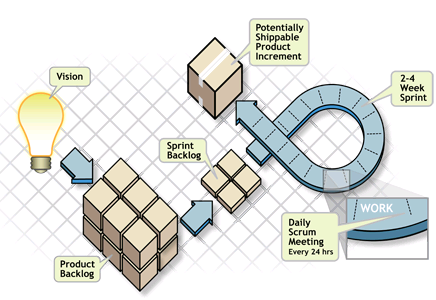 Potentially
Shippable
Product
Increment
Vision
2-4
Week
Sprint
Sprint
Backlog
WORK
Daily
Scrum
Meeting
Every 24 hrs
Product
Backlog